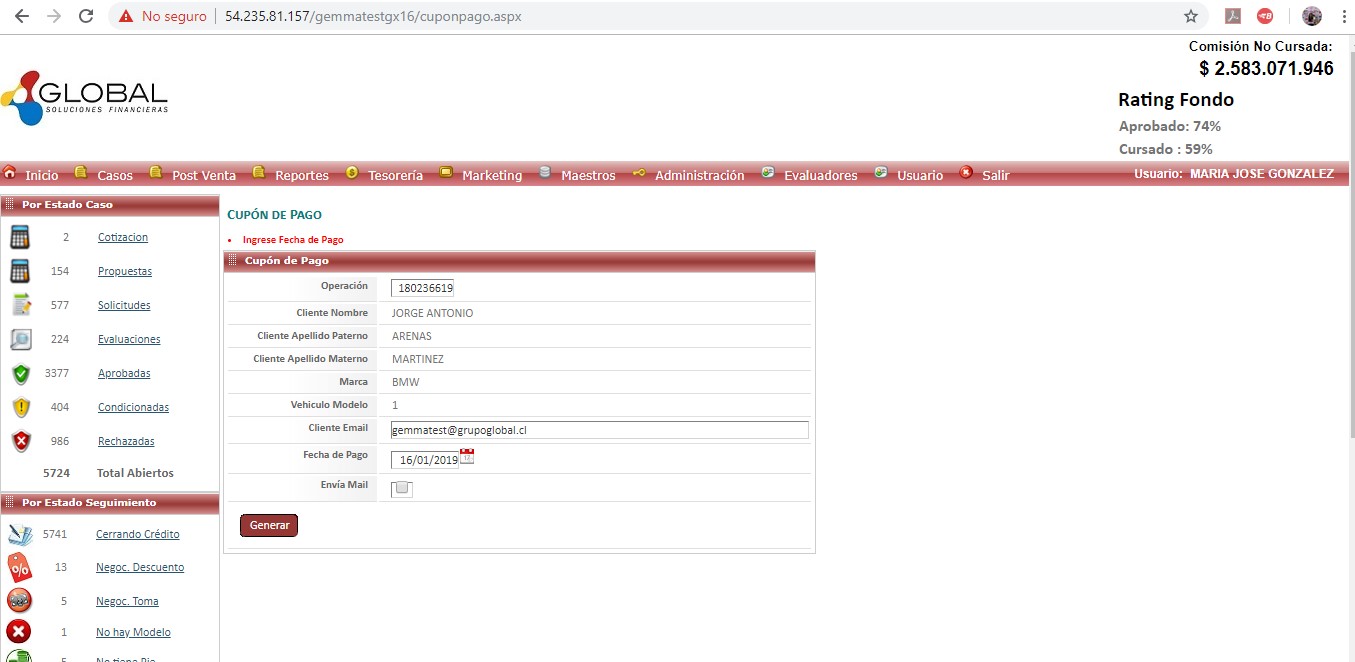 No seguro
54.235.81.157/gemmatestgx16/cuponpago.aspx
Comisión No Cursada:
$ 2.583.071.946
GLOBAL
SOLUCIONES FINANCIERAS
Rating Fondo
Aprobado: 74%
Cursado : 59%
Inicio Casos Post Venta Reportes Tesorería Marketing Maestros Administración Evaluadores Usuario Salir Usuario: MARIA JOSE GONZALEZ
Por Estado Caso
2 Cotizacion
154 Propuestas
577 Solicitudes
224 Evaluaciones
3377 Aprobadas
404 Condicionadas
986 Rechazadas
5724 Total Abiertos
Por Estado Seguimiento
5741 Cerrando Crédito
13 Negoc. Descuento
5 Negoc. Toma
1 No hay Modelo
5 No tiene Pie
CUPÓN DE PAGO
• Ingrese Fecha de Pago
Cupón de Pago
Operación 180236619
Cliente Nombre JORGE ANTONIO
Cliente Apellido Paterno ARENAS
Cliente Apellido Materno MARTINEZ
Marca BMW
Vehiculo Modelo 1
Cliente Email gemmatest@grupoglobal.cl
Fecha de Pago 16/01/2019
Envía Mail
Generar